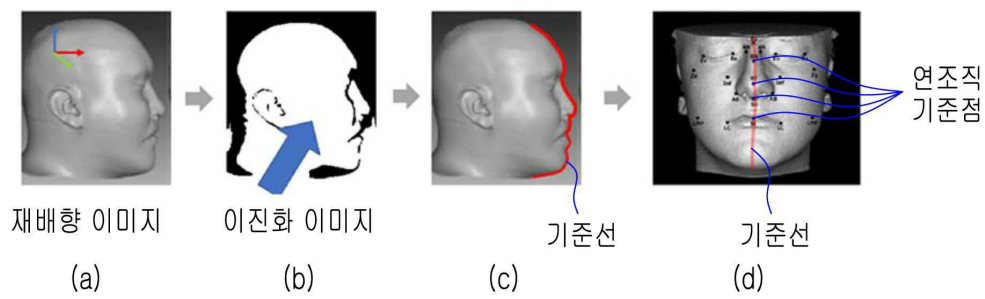 연조직
기준점
재배향 이미지
이진화 이미지
기준선
기준선
(a)
(b)
(c)
(d)